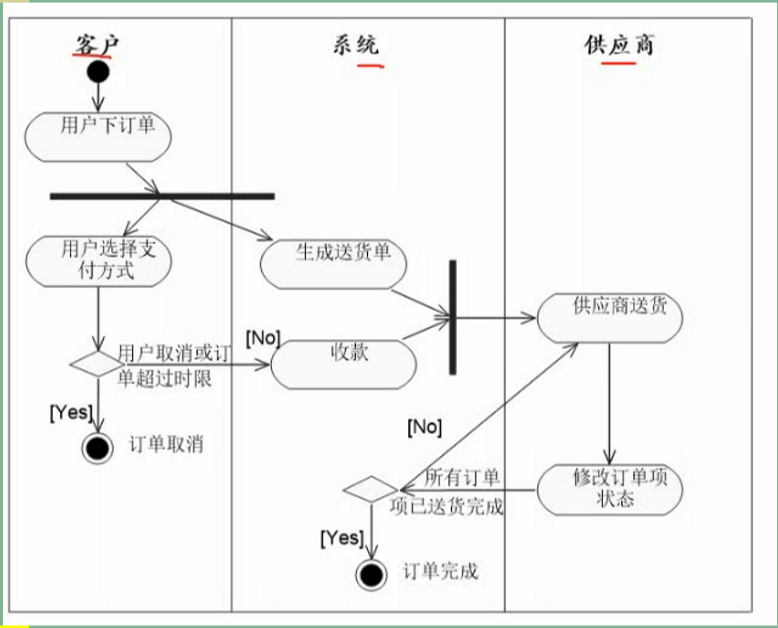 客户
系统
供应商
用户下订单
用户选择支
付方式
生成送货单
供应商送货
[No]
用户取消或订
单超过时限
收款
[Yes]
订单取消
[No]
所有订单
项已送货完成
修改订单项
状态
[Yes]
订单完成